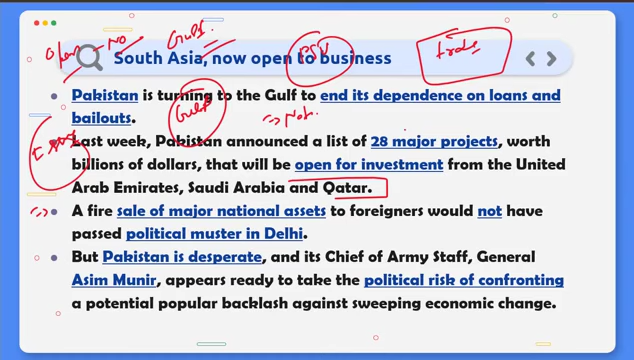 open - No
Gulf
PSU
trade
South Asia, now open to business
Pakistan is turning to the Gulf to end its dependence on loans and
bailouts.
Gulf
Not
Last week, Pakistan announced a list of 28 major projects, worth
billions of dollars, that will be open for investment from the United
Arab Emirates, Saudi Arabia and Qatar.
A fire sale of major national assets to foreigners would not have
passed political muster in Delhi.
But Pakistan is desperate, and its Chief of Army Staff, General
Asim Munir, appears ready to take the political risk of confronting
a potential popular backlash against sweeping economic change.